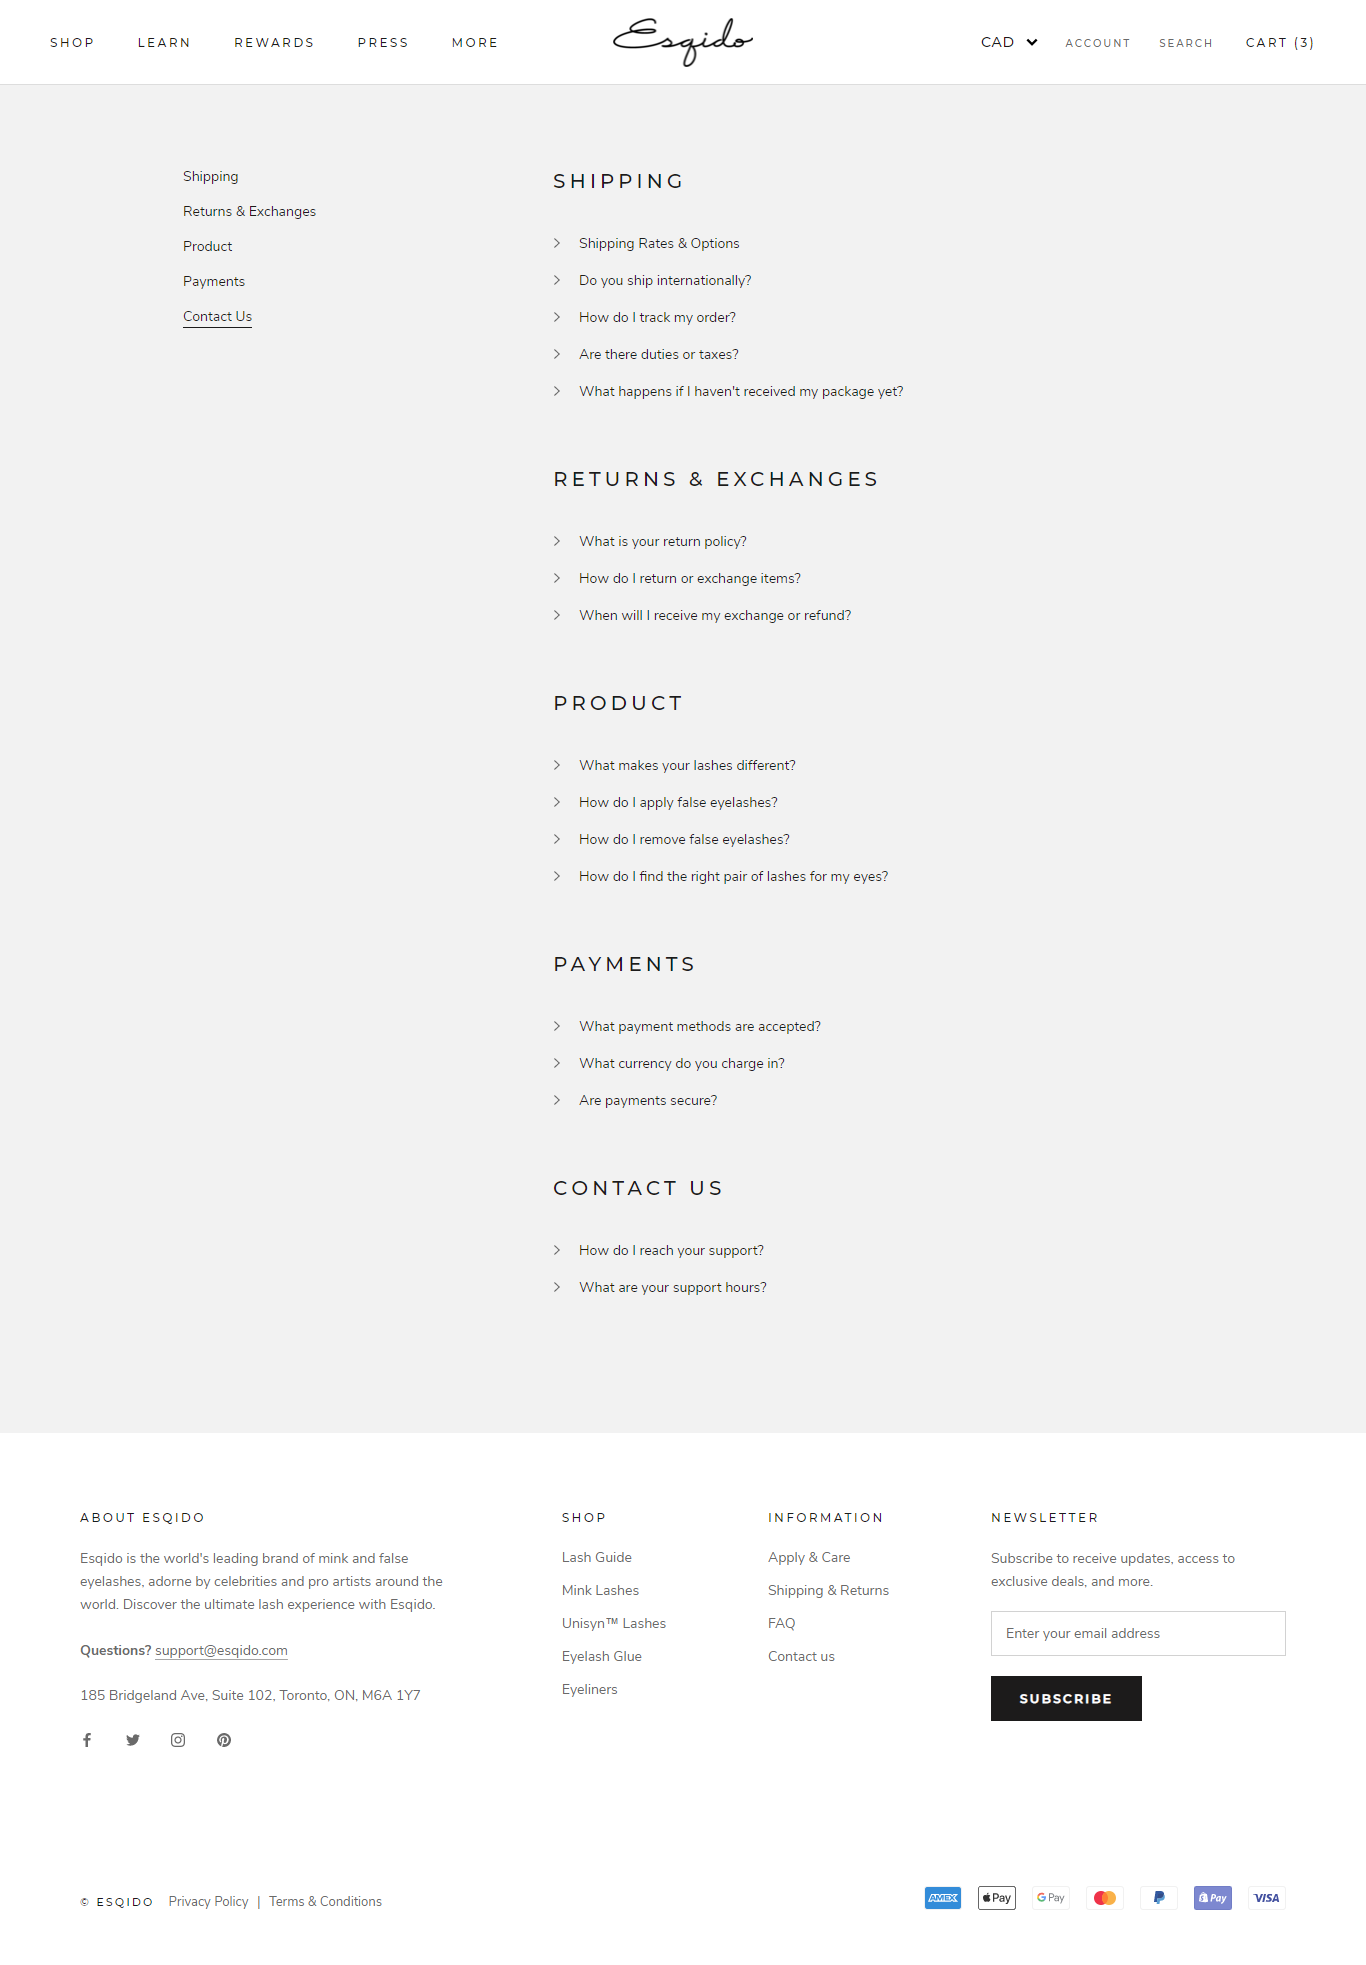 SHOP LEARN REWARDS PRESS MORE Esqido CAD ACCOUNT SEARCH CART (3)
Shipping
Returns & Exchanges
Product
Payments
Contact Us
SHIPPING
Shipping Rates & Options
Do you ship internationally?
How do I track my order?
Are there duties or taxes?
What happens if I haven't received my package yet?
RETURNS & EXCHANGES
What is your return policy?
How do I return or exchange items?
When will I receive my exchange or refund?
PRODUCT
What makes your lashes different?
How do I apply false eyelashes?
How do I remove false eyelashes?
How do I find the right pair of lashes for my eyes?
PAYMENTS
What payment methods are accepted?
What currency do you charge in?
Are payments secure?
CONTACT US
How do I reach your support?
What are your support hours?
ABOUT ESQIDO
Esqido is the world's leading brand of mink and false
eyelashes, adorne by celebrities and pro artists around the
world. Discover the ultimate lash experience with Esqido.
Questions? support@esqido.com
185 Bridgeland Ave, Suite 102, Toronto, ON, M6A 1Y7
SHOP
Lash Guide
Mink Lashes
Unisyn™ Lashes
Eyelash Glue
Eyeliners
INFORMATION
Apply & Care
Shipping & Returns
FAQ
Contact us
NEWSLETTER
Subscribe to receive updates, access to
exclusive deals, and more.
Enter your email address
SUBSCRIBE
© ESQIDO Privacy Policy | Terms & Conditions
AMEX Pay G Pay Pay VISA